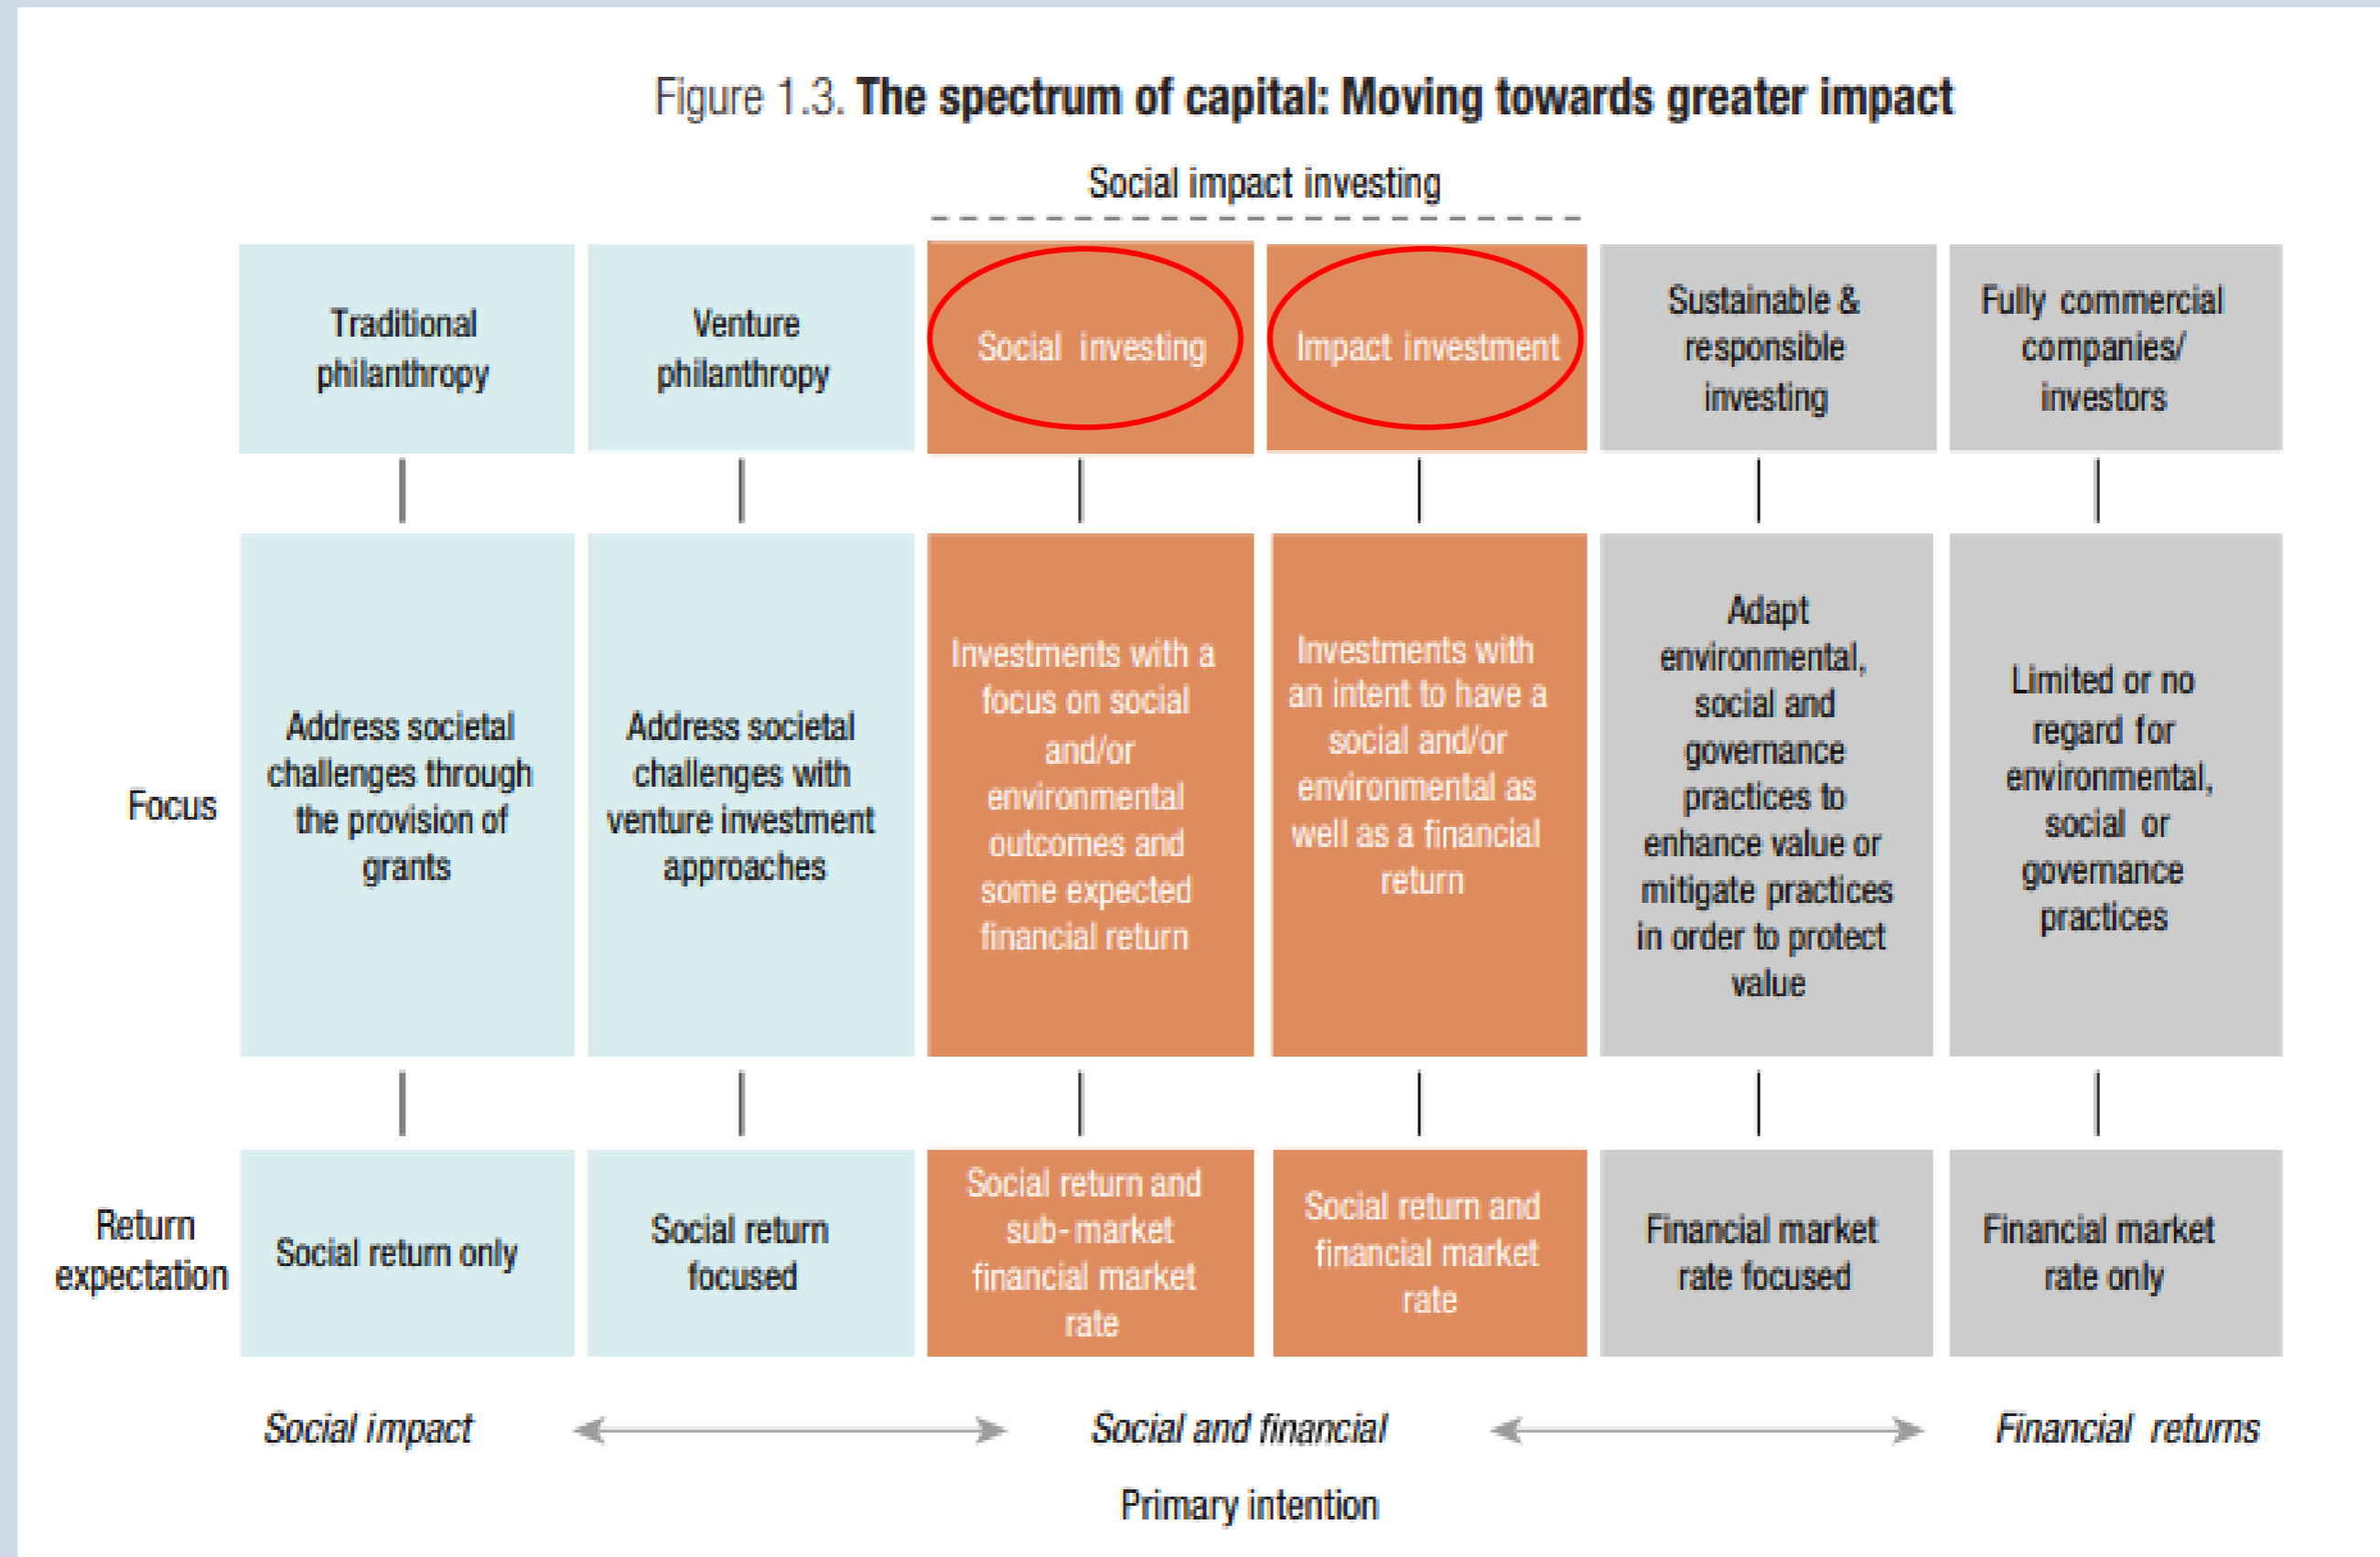 Figure 1.3. The spectrum of capital: Moving towards greater impact
Social impact investing
Traditional
philanthropy
Venture
philanthropy
Social investing
Impact investment
Sustainable &
responsible
investing
Fully commercial
companies/
investors
Focus
Address societal
challenges through
the provision of
grants
Address societal
challenges with
venture investment
approaches
Investments with a
focus on social
and/or
environmental
outcomes and
some expected
financial return
Investments with
an intent to have a
social and/or
environmental as
well as a financial
return
Adapt
environmental,
social and
governance
practices to
enhance value or
mitigate practices
in order to protect
value
Limited or no
regard for
environmental,
social or
governance
practices
Return
expectation
Social return only
Social return
focused
Social return and
sub-market
financial market
rate
Social return and
financial market
rate
Financial market
rate focused
Financial market
rate only
Social impact
Social and financial
Financial returns
Primary intention